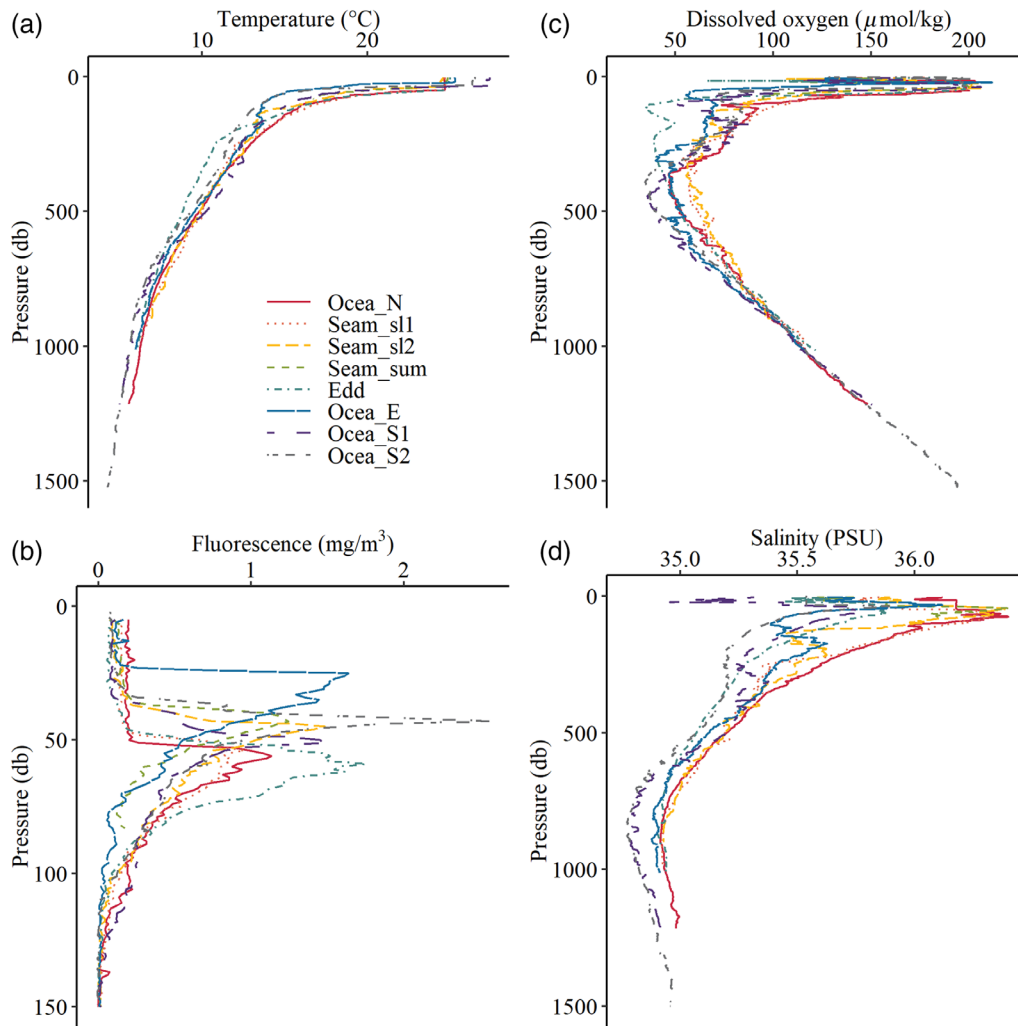 (a)
Temperature (°C)
10 20
0
500
1000
1500
Pressure (db)
Ocea_N
Seam_sl1
Seam_sl2
Seam_sum
Edd
Ocea_E
Ocea_S1
Ocea_S2
(c)
Dissolved oxygen (μmol/kg)
50 100 150 200
0
500
1000
1500
Pressure (db)
(b)
Fluorescence (mg/m³)
0 1 2
0
50
100
150
Pressure (db)
(d)
Salinity (PSU)
35.0 35.5 36.0
0
500
1000
1500
Pressure (db)